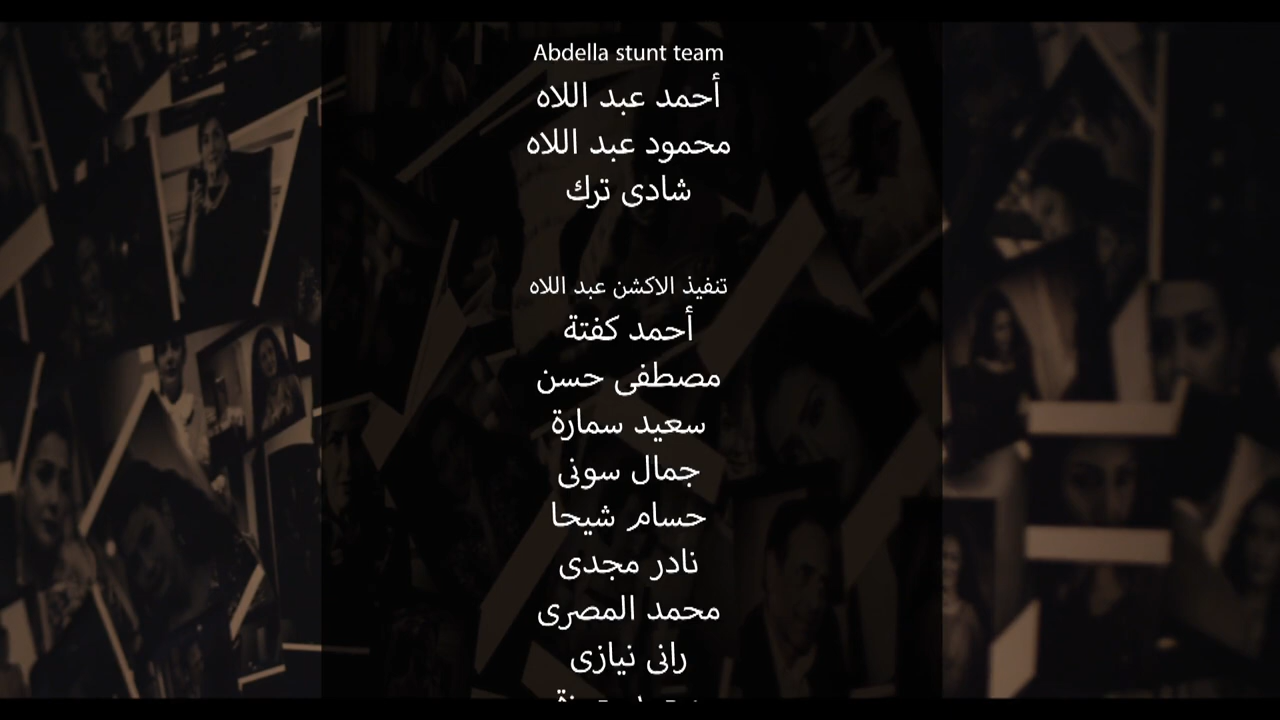 Abdella stunt team
أحمد عبد اللاه
محمود عبد اللاه
شادى ترك
تنفيذ الاكشن عبد اللاه
أحمد كفتة
مصطفى حسن
سعيد سمارة
جمال سونى
حسام شيحا
نادر مجدى
محمد المصرى
رانى نيازى